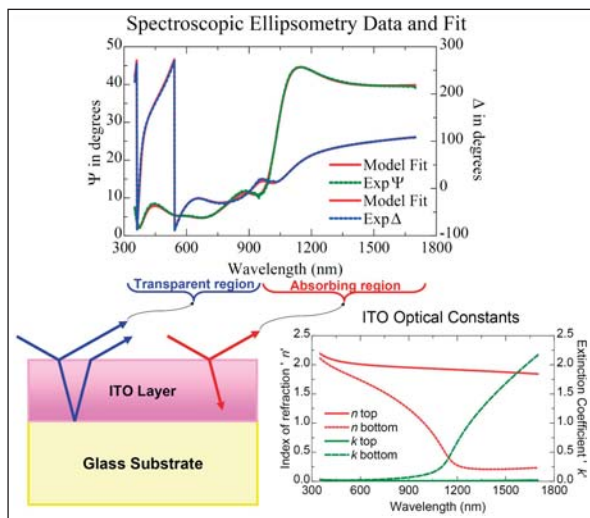 Spectroscopic Ellipsometry Data and Fit
Ψ in degrees
50
40
30
20
10
0
300
200
100
0
-100
Δ in degrees
Model Fit
Exp Ψ
Model Fit
Exp Δ
300
600
900
1200
1500
1800
Wavelength (nm)
Transparent region
Absorbing region
ITO Layer
Glass Substrate
ITO Optical Constants
Index of refraction ' n'
2.5
2.0
1.5
1.0
0.5
0.0
2.5
2.0
1.5
1.0
0.5
0.0
Extinction Coefficient ' k'
n top
n bottom
k top
k bottom
300
600
900
1200
1500
1800
Wavelength (nm)